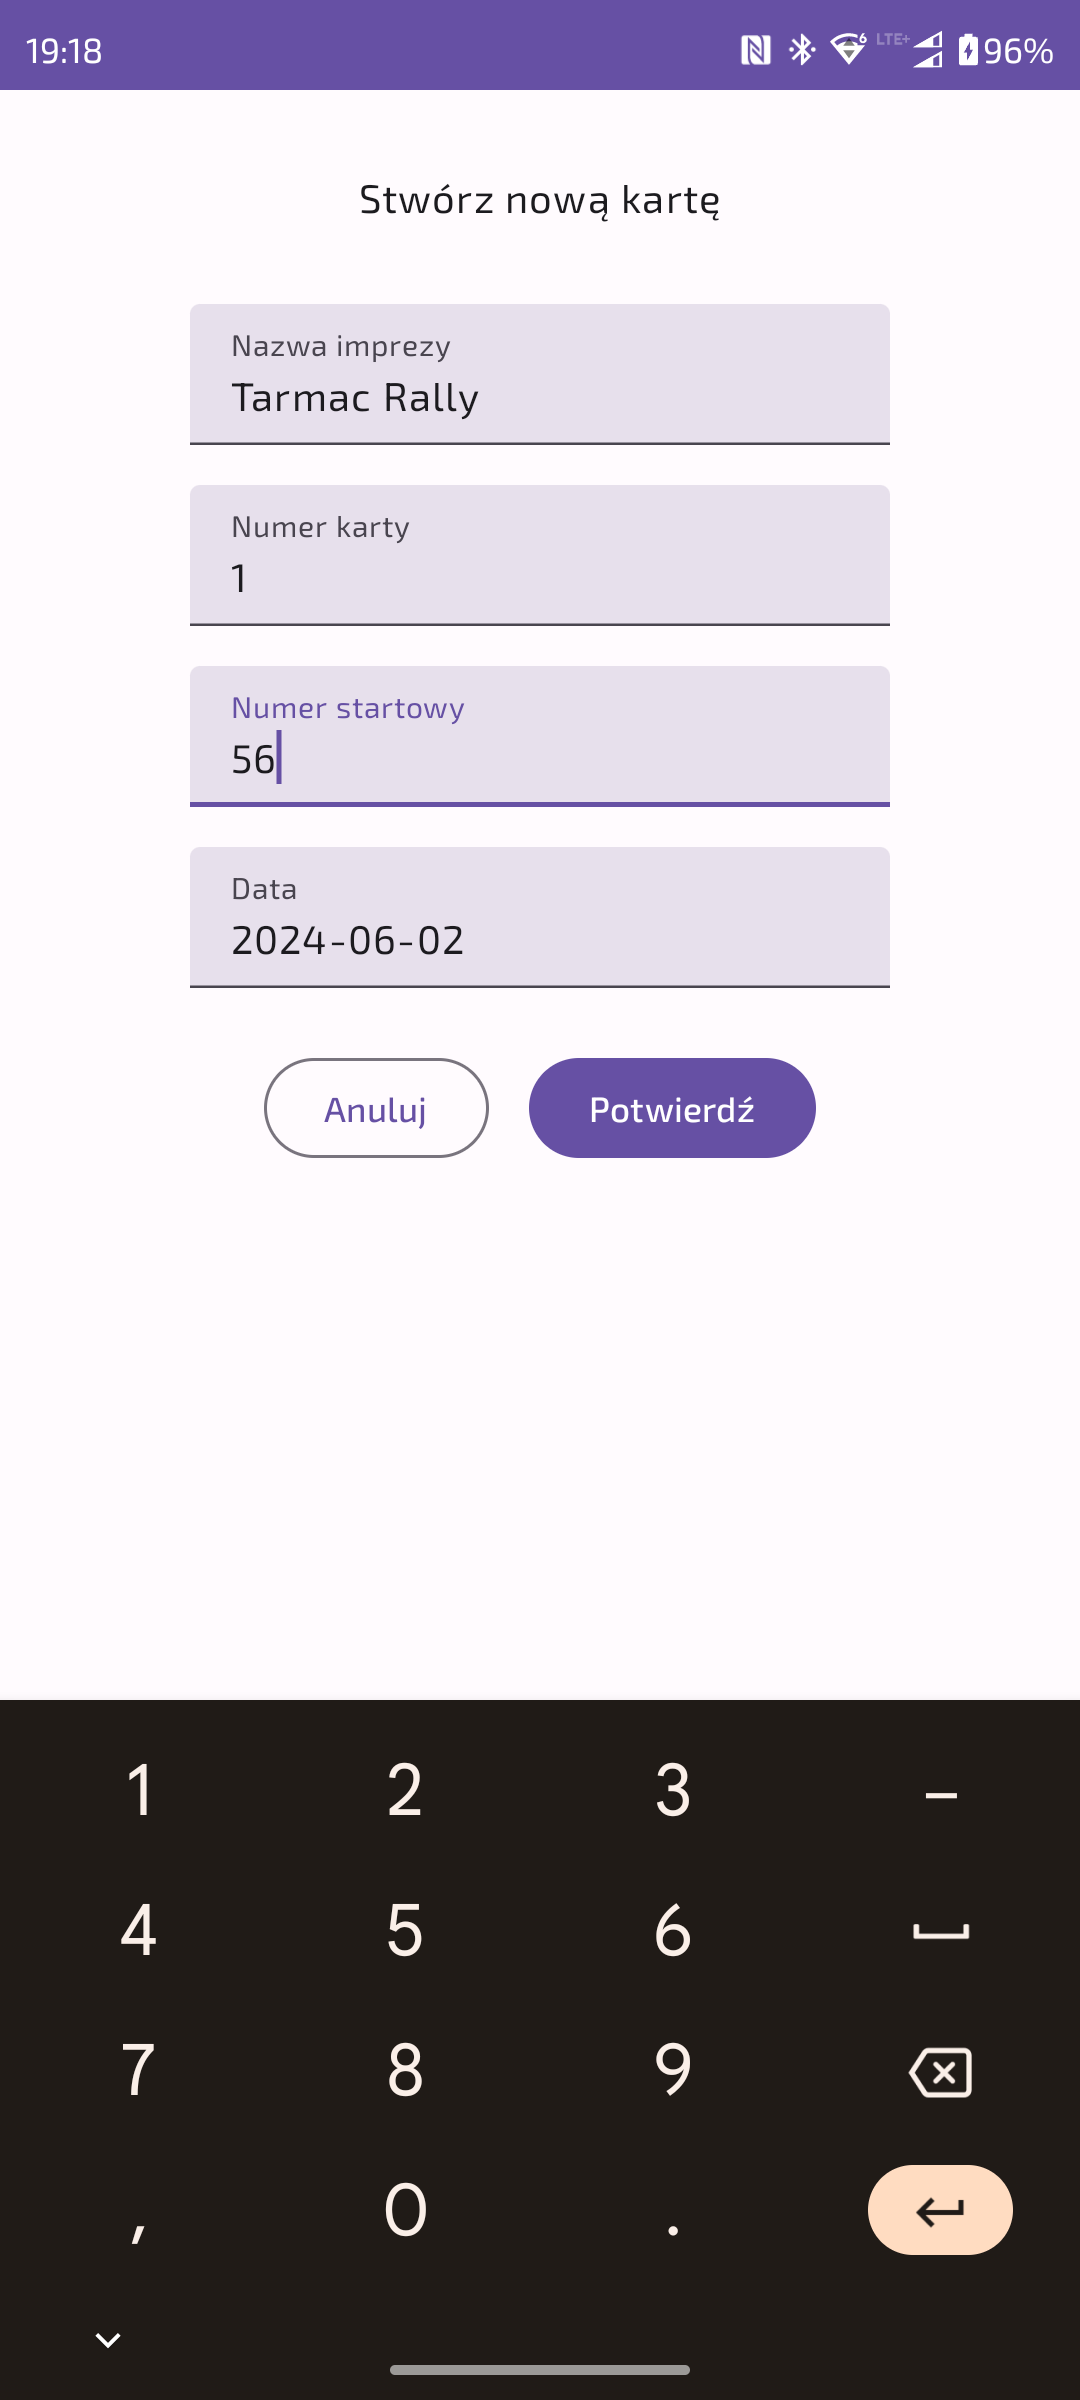 19:18 6 LTE+ 96%
Stwórz nową kartę
Nazwa imprezy
Tarmac Rally
Numer karty
1
Numer startowy
56
Data
2024-06-02
Anuluj Potwierdź
1 2 3 -
4 5 6
7 8 9
, 0 .